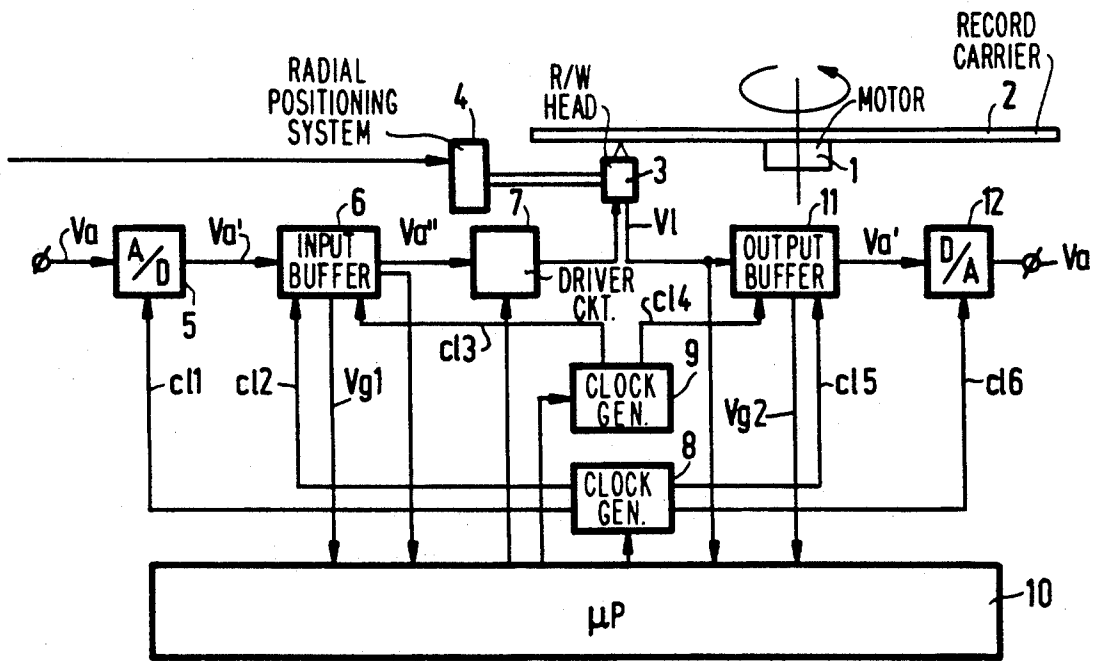 RECORD
CARRIER
RADIAL
POSITIONING
SYSTEM
4
R/W
HEAD
MOTOR
2
3
1
Va
A/D
5
Va'
6
INPUT
BUFFER
Va"
7
DRIVER
CKT.
Vl
11
OUTPUT
BUFFER
Va'
12
D/A
Va
cl3
cl4
cl1
cl2
Vg1
CLOCK
GEN.
9
Vg2
cl5
cl6
8
CLOCK
GEN.
μP
10